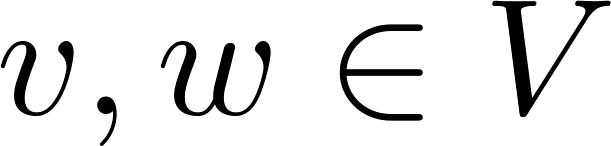 v, w ∈ V